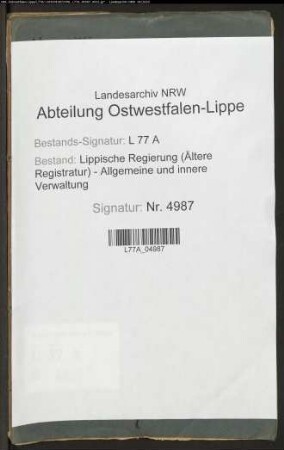 Landesarchiv NRW
Abteilung Ostwestfalen-Lippe
Bestands-Signatur: L 77 A
Bestand: Lippische Regierung (Ältere
Registratur) - Allgemeine und innere
Verwaltung
Signatur: Nr. 4987
L77A_04987